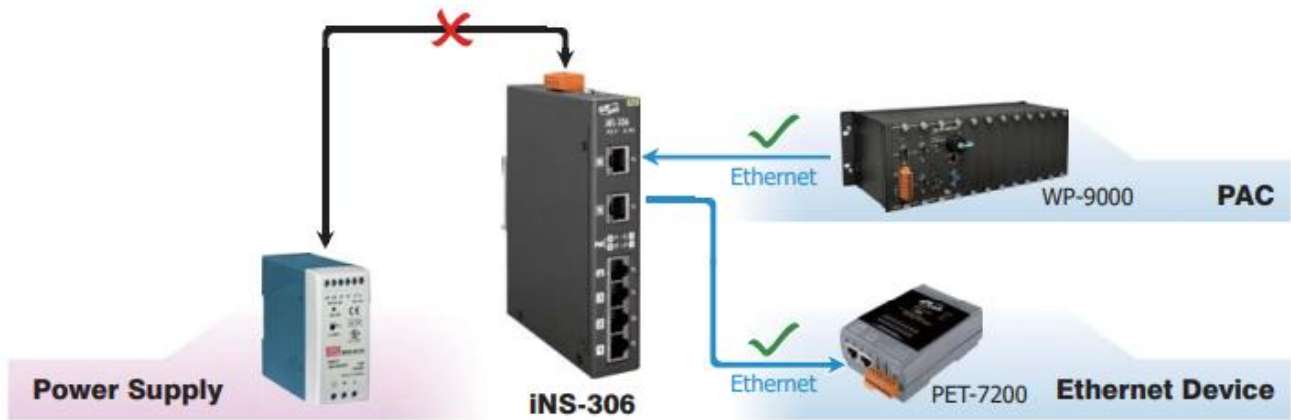 Ethernet
WP-9000
PAC
Power Supply
iNS-306
Ethernet
PET-7200
Ethernet Device